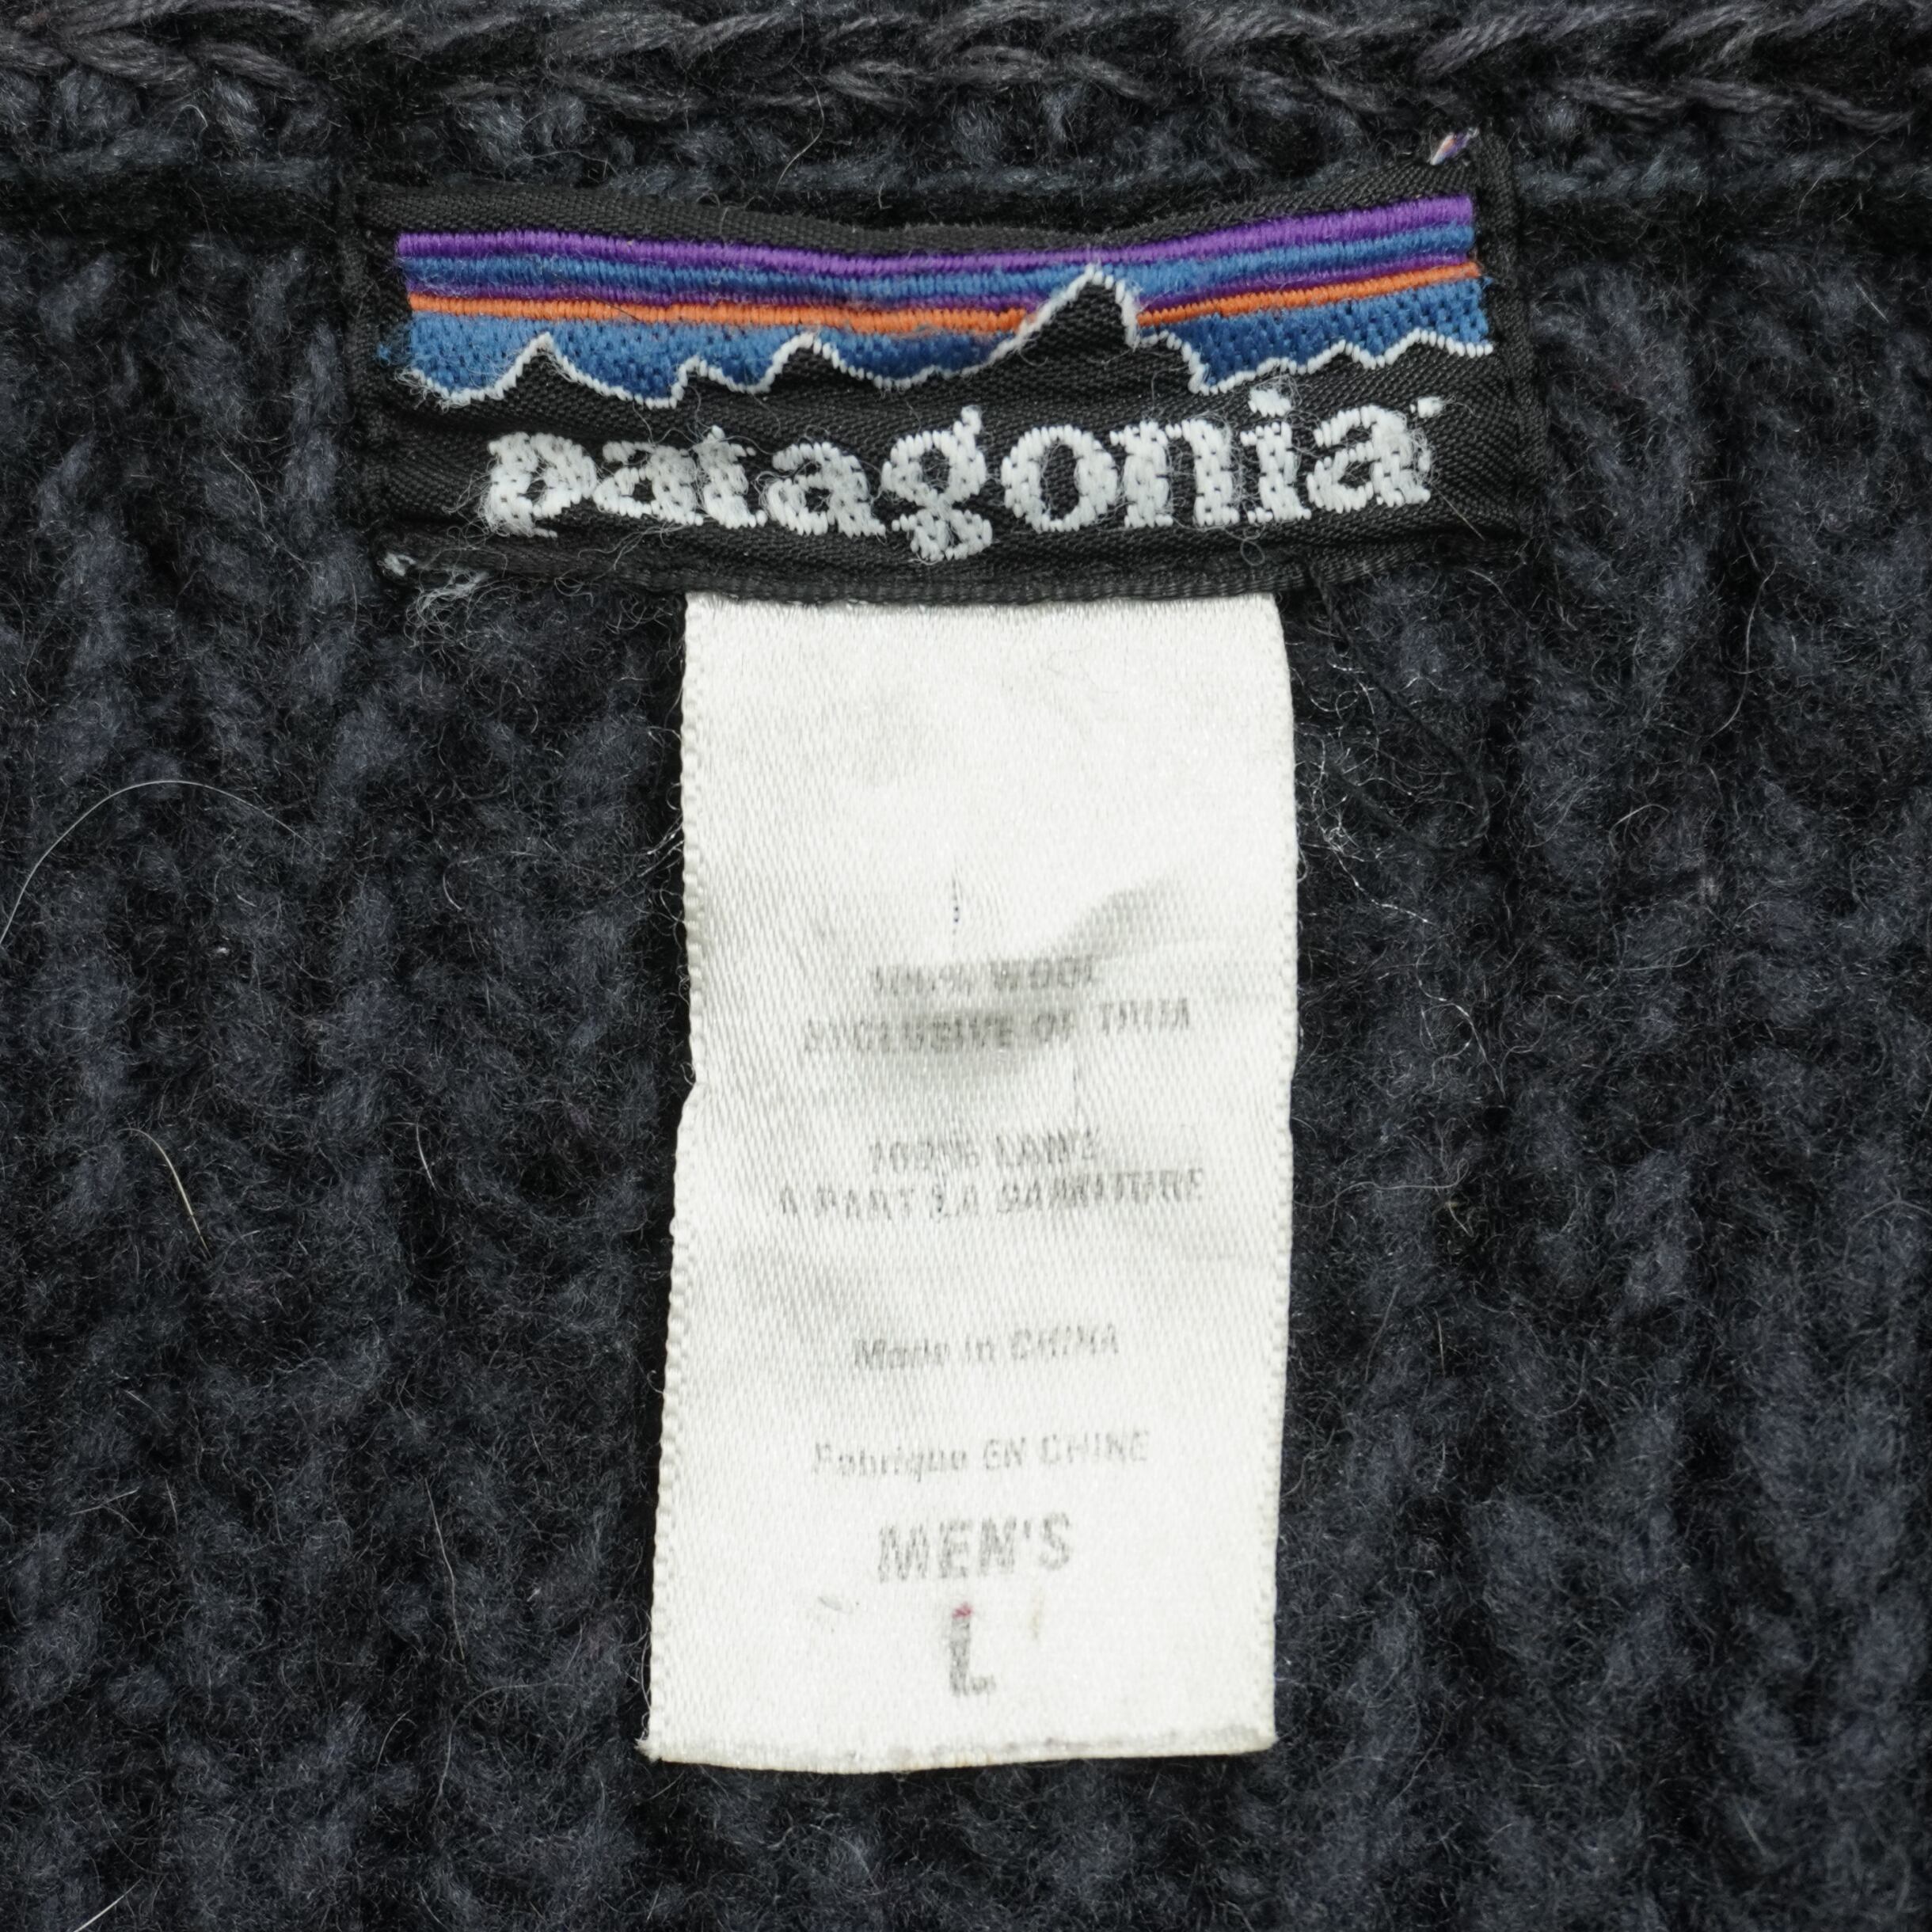 patagonia
100% WOOL
EXCLUSIVE OF TRIM
100% LAINE
A PART LA GARNITURE
Made in CHINA
Fabrique EN CHINE
MEN'S
L